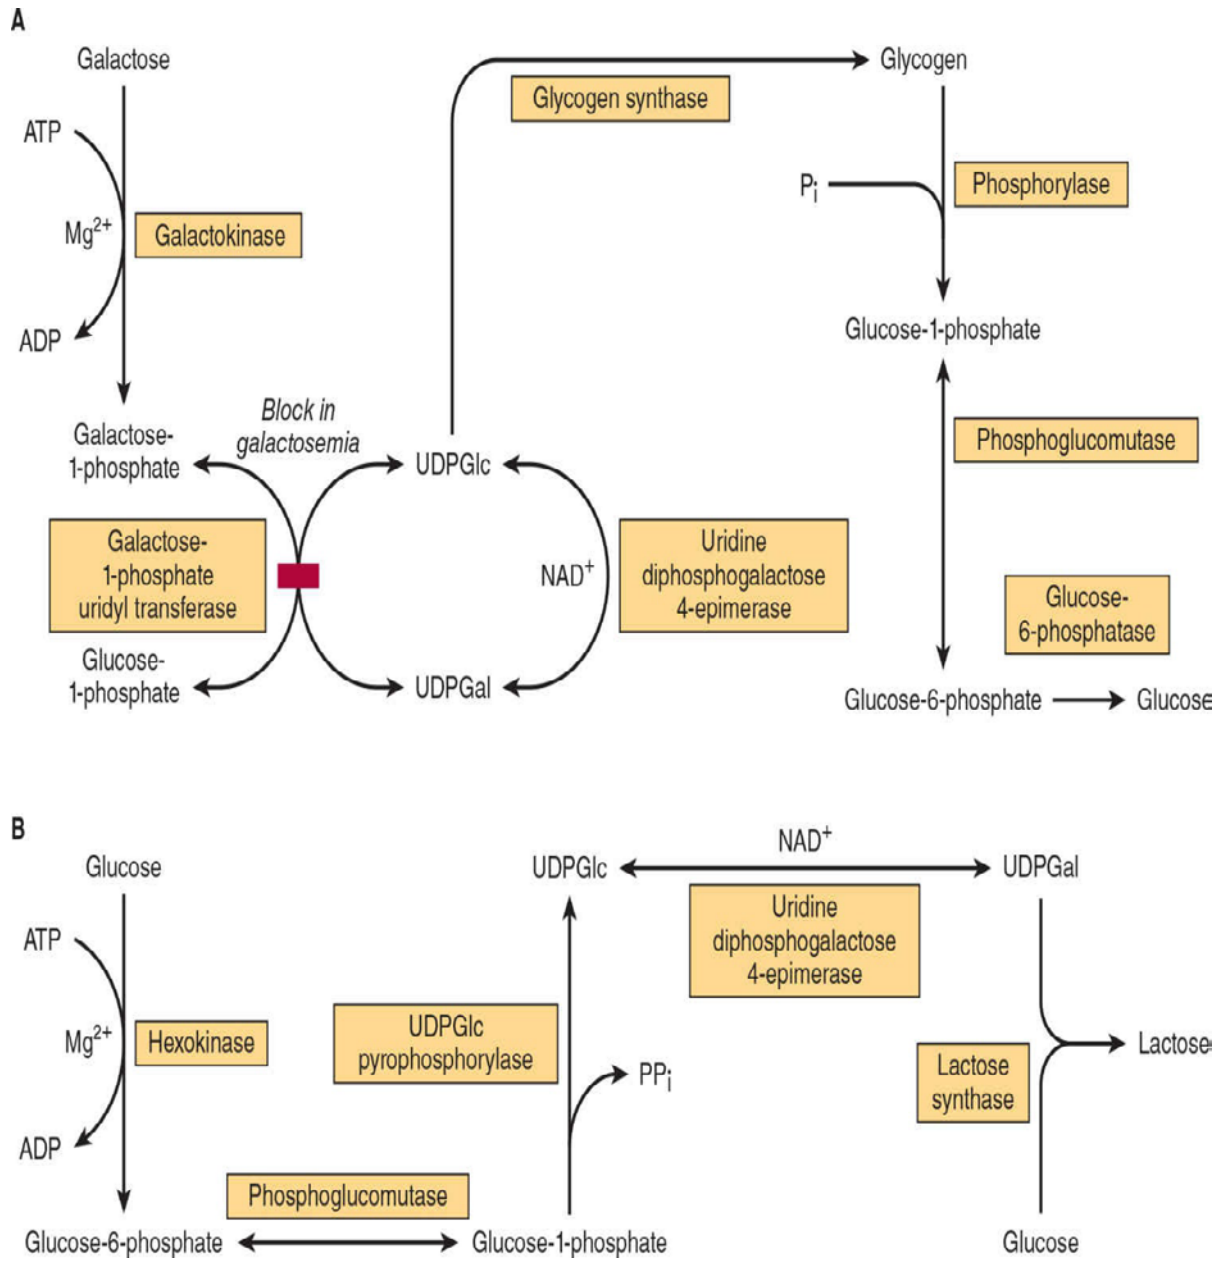 A
Galactose
Glycogen
Glycogen synthase
ATP
Mg2+
Galactokinase
ADP
Pi
Phosphorylase
Glucose-1-phosphate
Galactose-
1-phosphate
Block in
galactosemia
UDPGlc
Phosphoglucomutase
Galactose-
1-phosphate
uridyl transferase
NAD+
Uridine
diphosphogalactose
4-epimerase
Glucose-
6-phosphatase
Glucose-
1-phosphate
UDPGal
Glucose-6-phosphate
Glucose
B
Glucose
UDPGlc
NAD+
UDPGal
ATP
Uridine
diphosphogalactose
4-epimerase
Mg2+
Hexokinase
UDPGlc
pyrophosphorylase
PPi
Lactose
synthase
Lactose
ADP
Phosphoglucomutase
Glucose-6-phosphate
Glucose-1-phosphate
Glucose